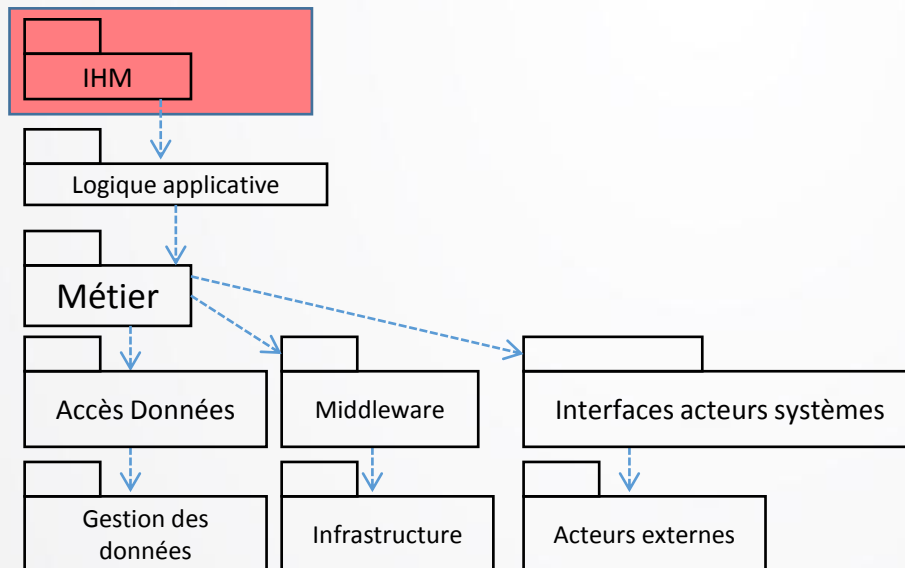 IHM
Logique applicative
Métier
Accès Données
Middleware
Interfaces acteurs systèmes
Gestion des
données
Infrastructure
Acteurs externes